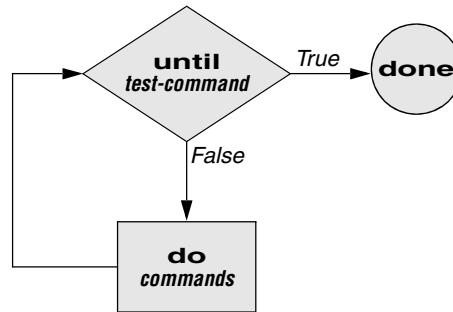 until
test-command
True
done
False
do
commands